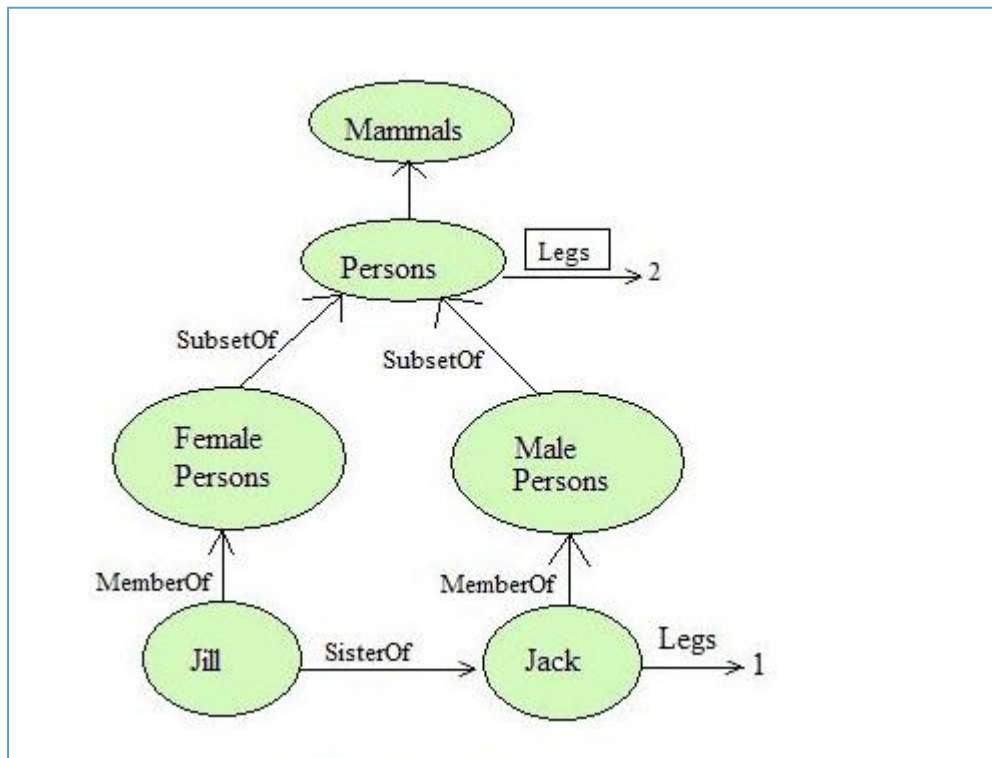 Mammals
Persons
Legs
2
SubsetOf
SubsetOf
Female
Persons
Male
Persons
MemberOf
MemberOf
Jill
SisterOf
Jack
Legs
1